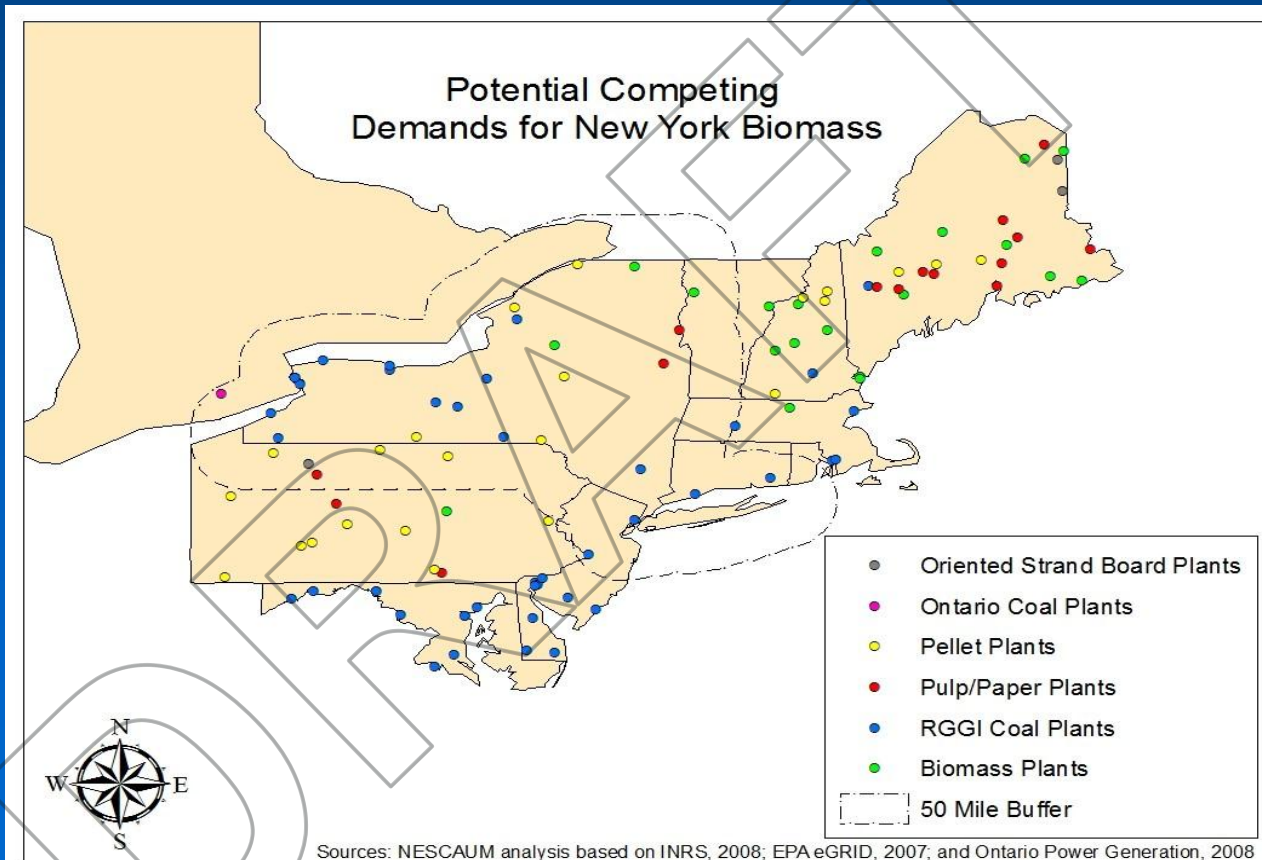 Potential Competing
Demands for New York Biomass
DRAFT
Oriented Strand Board Plants
Ontario Coal Plants
Pellet Plants
Pulp/Paper Plants
RGGI Coal Plants
Biomass Plants
50 Mile Buffer
N
W E
S
Sources: NESCAUM analysis based on INRS, 2008; EPA eGRID, 2007; and Ontario Power Generation, 2008